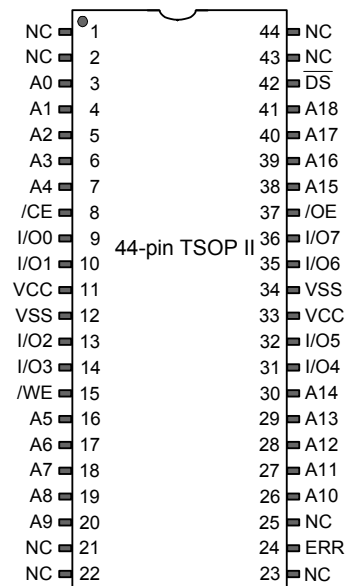 NC 1 44 NC
NC 2 43 NC
A0 3 42 D̅S̅
A1 4 41 A18
A2 5 40 A17
A3 6 39 A16
A4 7 38 A15
/CE 8 37 /OE
I/O0 9 44-pin TSOP II 36 I/O7
I/O1 10 35 I/O6
VCC 11 34 VSS
VSS 12 33 VCC
I/O2 13 32 I/O5
I/O3 14 31 I/O4
/WE 15 30 A14
A5 16 29 A13
A6 17 28 A12
A7 18 27 A11
A8 19 26 A10
A9 20 25 NC
NC 21 24 ERR
NC 22 23 NC